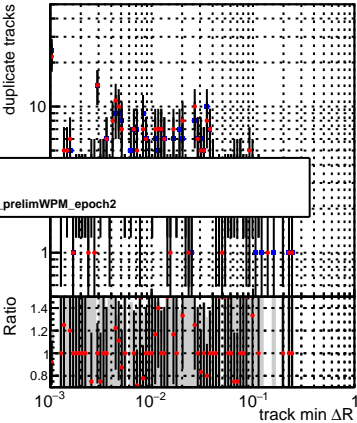 duplicate tracks
10
_prelimWPM_epoch2
1
Ratio
1.4
1.2
1
0.8
10⁻³
10⁻²
10⁻¹
1
track min ΔR